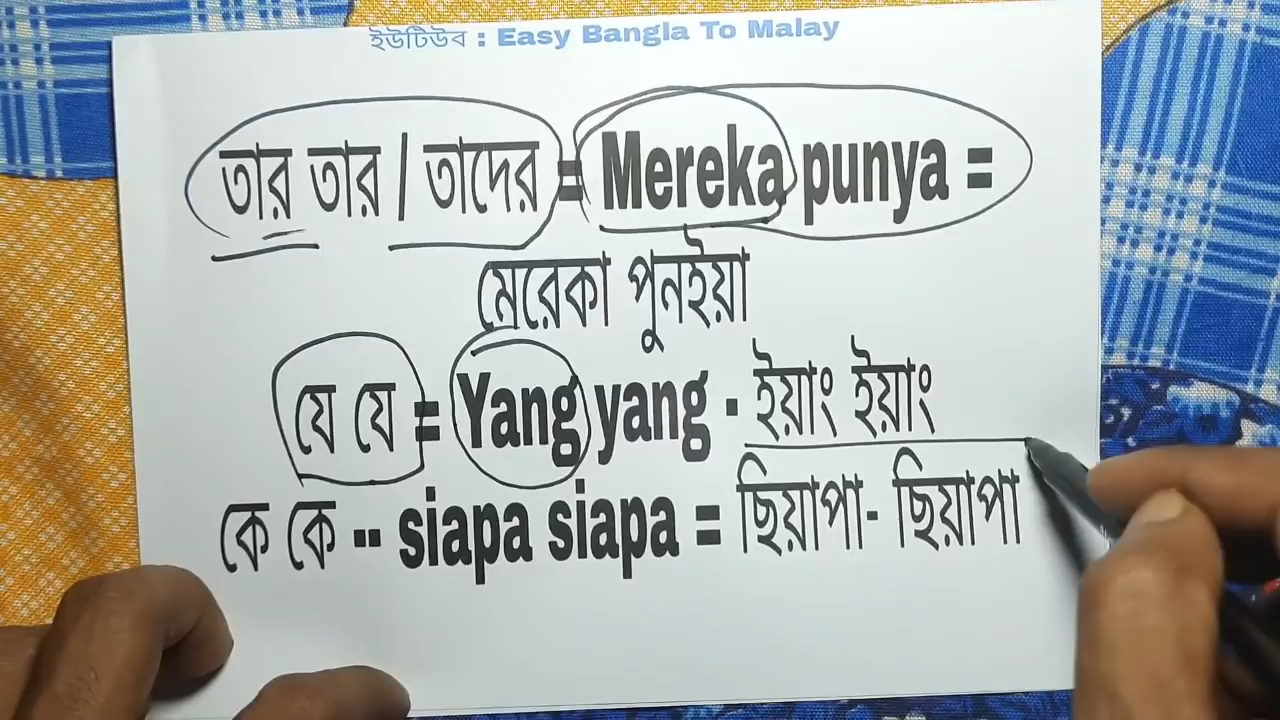 ইউটিউব : Easy Bangla To Malay
তার তার / তাদের = Mereka punya =
মেরেকা পুনইয়া
যে যে = Yang yang - ইয়াং ইয়াং
কে কে -- siapa siapa = ছিয়াপা- ছিয়াপা